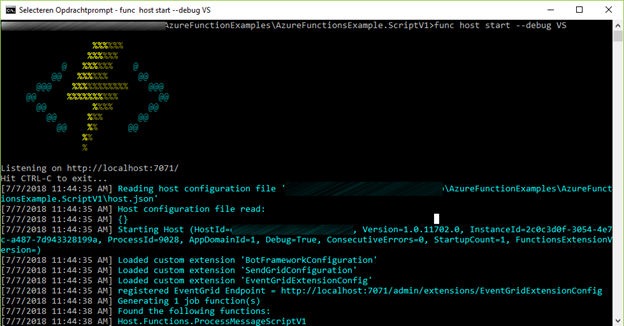 Selecteren Opdrachtprompt - func host start --debug VS
AzureFunctionExamples\AzureFunctionsExample.ScriptV1>func host start --debug VS
%%%%%%
%%%%%%
@ %%%%%% @
@@ %%%%%% @@
@@@ %%%%%%%%%%% @@@
@@ %%%%%%%%%% @@
@@ %%%% @@
@@ %%% @@
@@ %% @@
%%
%
Listening on http://localhost:7071/
Hit CTRL-C to exit...
[7/7/2018 11:44:35 AM] Reading host configuration file '\AzureFunctionExamples\AzureFuncti
onsExample.ScriptV1\host.json'
[7/7/2018 11:44:35 AM] Host configuration file read:
[7/7/2018 11:44:35 AM] {}
[7/7/2018 11:44:35 AM] Starting Host (HostId=, Version=1.0.11702.0, InstanceId=2c0c3d0f-3054-4e7
c-a487-7d943328199a, ProcessId=9028, AppDomainId=1, Debug=True, ConsecutiveErrors=0, StartupCount=1, FunctionsExtensionV
ersion=)
[7/7/2018 11:44:35 AM] Loaded custom extension 'BotFrameworkConfiguration'
[7/7/2018 11:44:35 AM] Loaded custom extension 'SendGridConfiguration'
[7/7/2018 11:44:35 AM] Loaded custom extension 'EventGridExtensionConfig'
[7/7/2018 11:44:35 AM] registered EventGrid Endpoint = http://localhost:7071/admin/extensions/EventGridExtensionConfig
[7/7/2018 11:44:38 AM] Generating 1 job function(s)
[7/7/2018 11:44:38 AM] Found the following functions:
[7/7/2018 11:44:38 AM] Host.Functions.ProcessMessageScriptV1